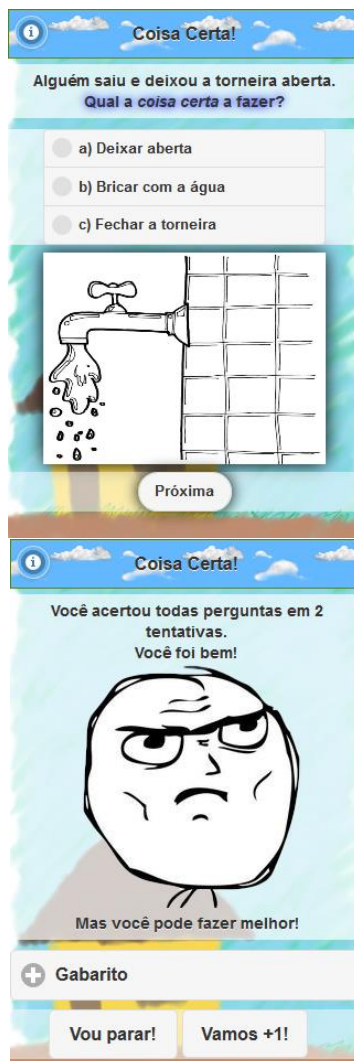 Coisa Certa!
Alguém saiu e deixou a torneira aberta.
Qual a coisa certa a fazer?
a) Deixar aberta
b) Bricar com a água
c) Fechar a torneira
Próxima
Coisa Certa!
Você acertou todas perguntas em 2
tentativas.
Você foi bem!
Mas você pode fazer melhor!
Gabarito
Vou parar!
Vamos +1!